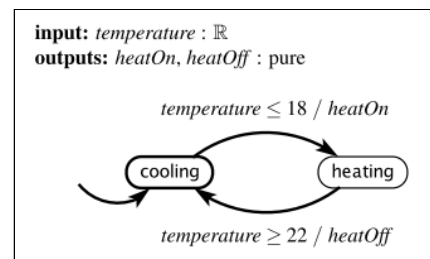 input: temperature : ℝ
outputs: heatOn, heatOff : pure
temperature ≤ 18 / heatOn
cooling
heating
temperature ≥ 22 / heatOff